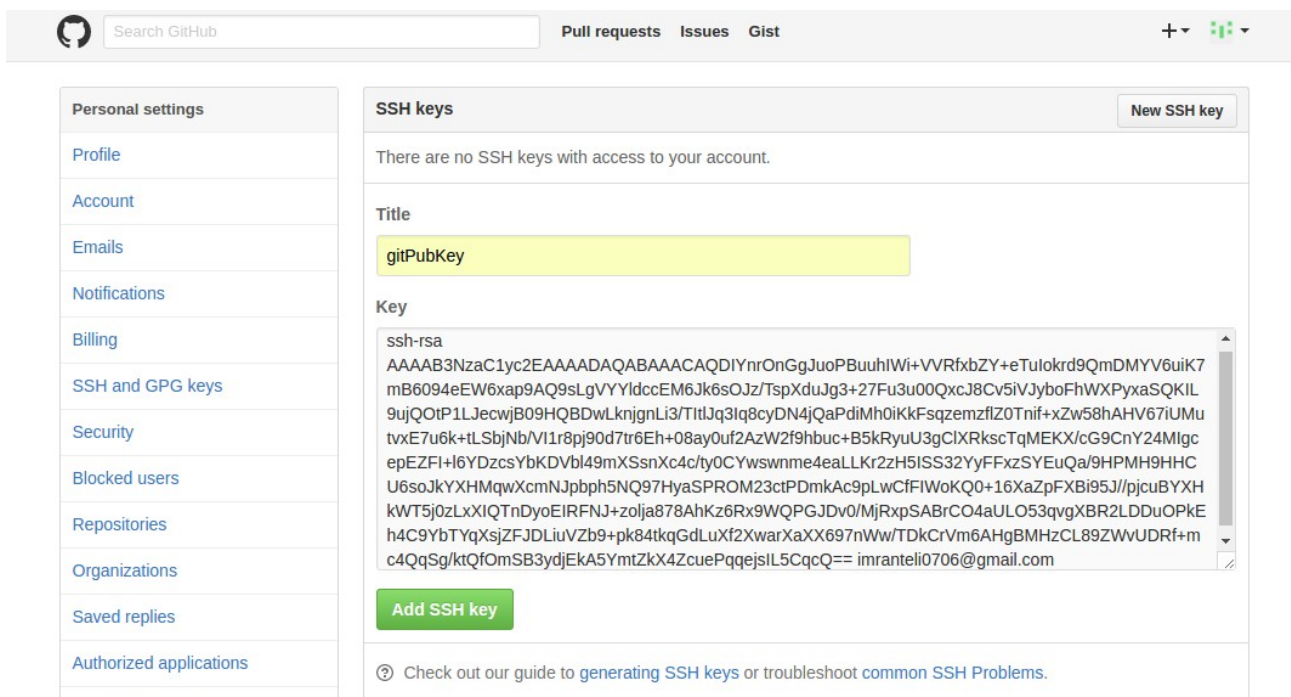 Search GitHub
Pull requests Issues Gist
Personal settings
Profile
Account
Emails
Notifications
Billing
SSH and GPG keys
Security
Blocked users
Repositories
Organizations
Saved replies
Authorized applications
SSH keys
New SSH key
There are no SSH keys with access to your account.
Title
gitPubKey
Key
ssh-rsa
AAAAB3NzaC1yc2EAAAADAQABAAACAQDIYnrOnGgJuoPBuuhIWi+VVRfxbZY+eTuIokrd9QmDMYV6uiK7
mB6094eEW6xap9AQ9sLgVYYldccEM6Jk6sOJz/TspXduJg3+27Fu3u00QxcJ8Cv5iVJyboFhWXPyxaSQKIL
9ujQOtP1LJecwjB09HQBDwLknjgnLi3/TItlJq3Iq8cyDN4jQaPdiMh0iKkFsqzemzflZ0Tnif+xZw58hAHV67iUMu
tvxE7u6k+tLSbjNb/VI1r8pj90d7tr6Eh+08ay0uf2AzW2f9hbuc+B5kRyuU3gClXRkscTqMEKX/cG9CnY24MIgc
epEZFI+l6YDzcsYbKDVbl49mXSsnXc4c/ty0CYwswnme4eaLLKr2zH5ISS32YyFFxzSYEuQa/9HPMH9HHC
U6soJkYXHMqwXcmNJpbph5NQ97HyaSPROM23ctPDmkAc9pLwCfFIWoKQ0+16XaZpFXBi95J//pjcuBYXH
kWT5j0zLxXIQTnDyoEIRFNJ+zolja878AhKz6Rx9WQPGJDv0/MjRxpSABrCO4aULO53qvgXBR2LDDuOPkE
h4C9YbTYqXsjZFJDLiuVZb9+pk84tkqGdLuXf2XwarXaXX697nWw/TDkCrVm6AHgBMHzCL89ZWvUDRf+m
c4QqSg/ktQfOmSB3ydjEkA5YmtZkX4ZcuePqqejsIL5CqcQ== imranteli0706@gmail.com
Add SSH key
Check out our guide to generating SSH keys or troubleshoot common SSH Problems.